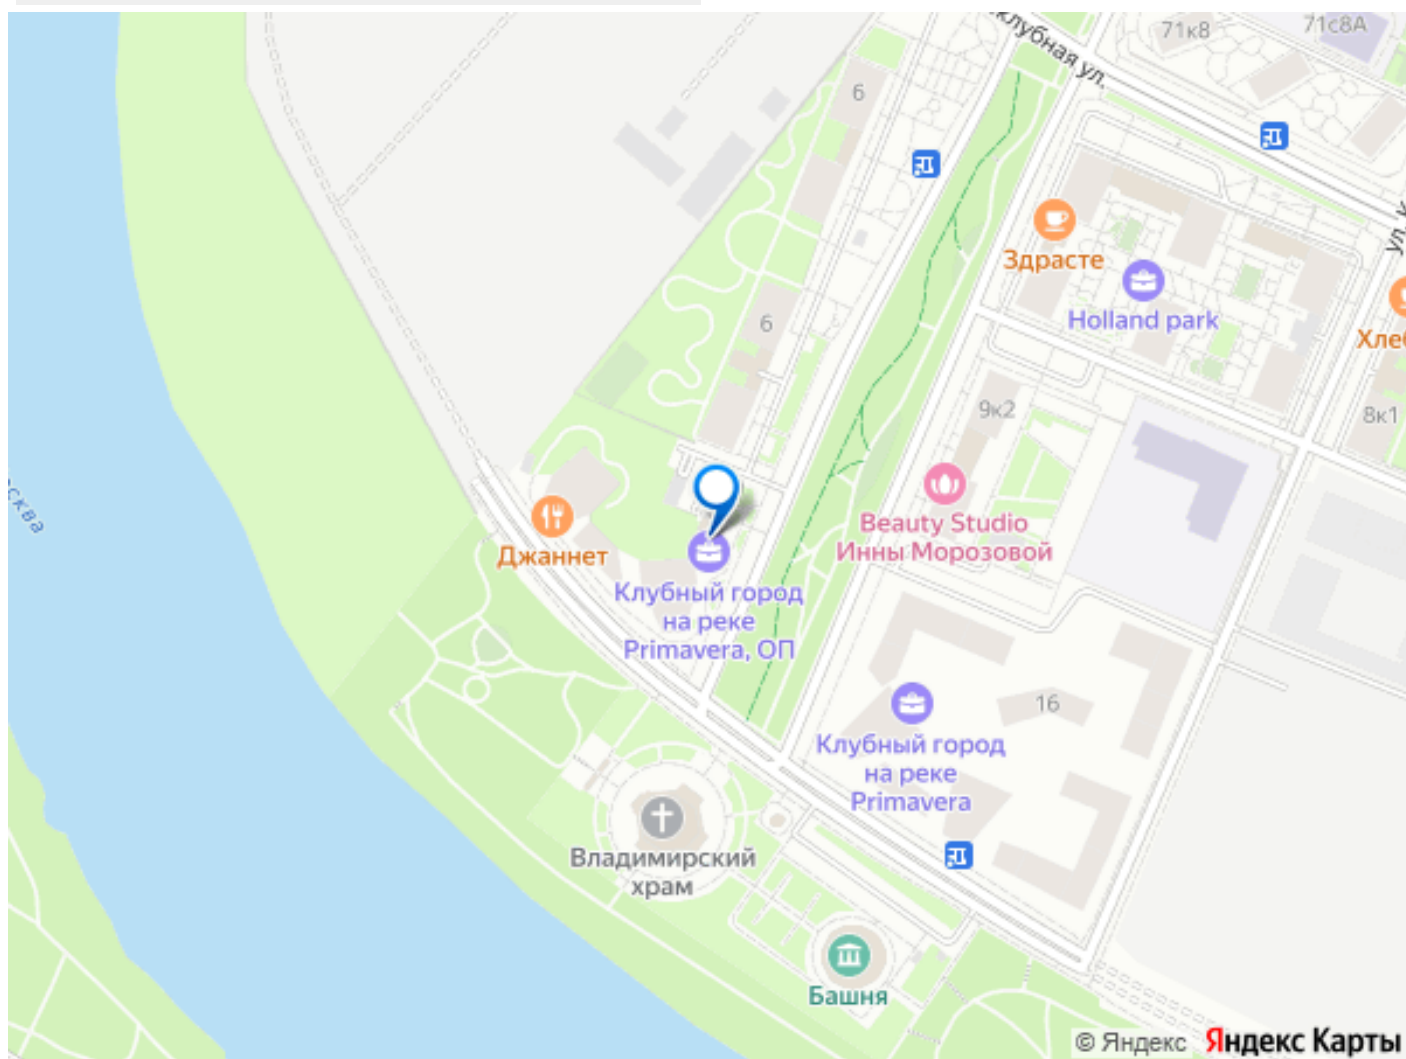 71к8
71с8А
клубная ул.
6
Здрасте
Holland park
6
Хлеб
9к2
8к1
Beauty Studio
Инны Морозовой
Джаннет
Клубный город
на реке
Primavera, ОП
16
Клубный город
на реке
Primavera
Владимирский
храм
Башня
© Яндекс Яндекс Карты